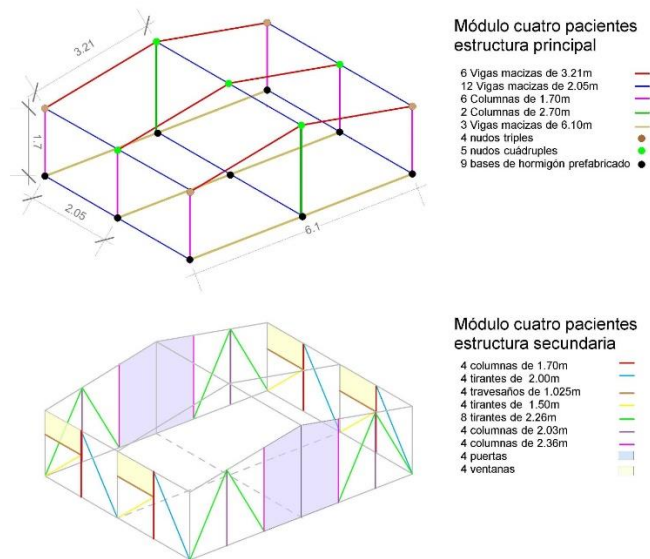 3.21
1.7
2.05
6.1
Módulo cuatro pacientes
estructura principal
6 Vigas macizas de 3.21m
12 Vigas macizas de 2.05m
6 Columnas de 1.70m
2 Columnas de 2.70m
3 Vigas macizas de 6.10m
4 nudos triples
5 nudos cuádruples
9 bases de hormigón prefabricado
Módulo cuatro pacientes
estructura secundaria
4 columnas de 1.70m
4 tirantes de 2.00m
4 travesaños de 1.025m
4 tirantes de 1.50m
8 tirantes de 2.26m
4 columnas de 2.03m
4 columnas de 2.36m
4 puertas
4 ventanas